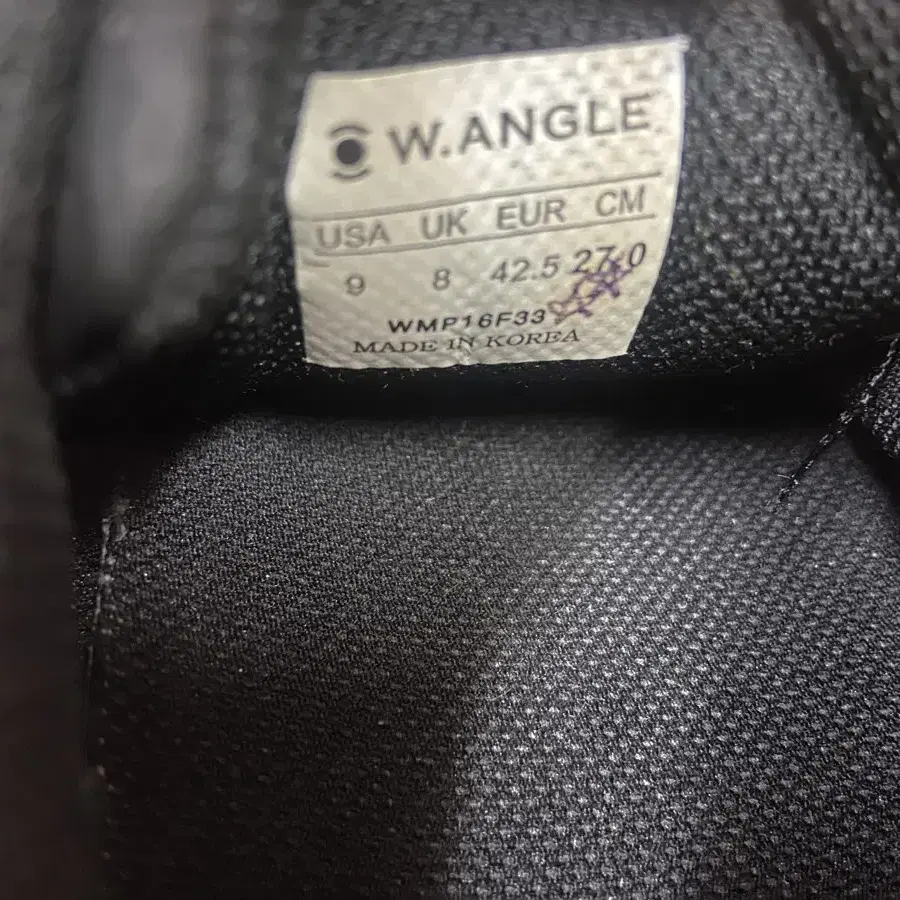 W.ANGLE
USA UK EUR CM
9 8 42.5 27.0
WMP16F33
MADE IN KOREA